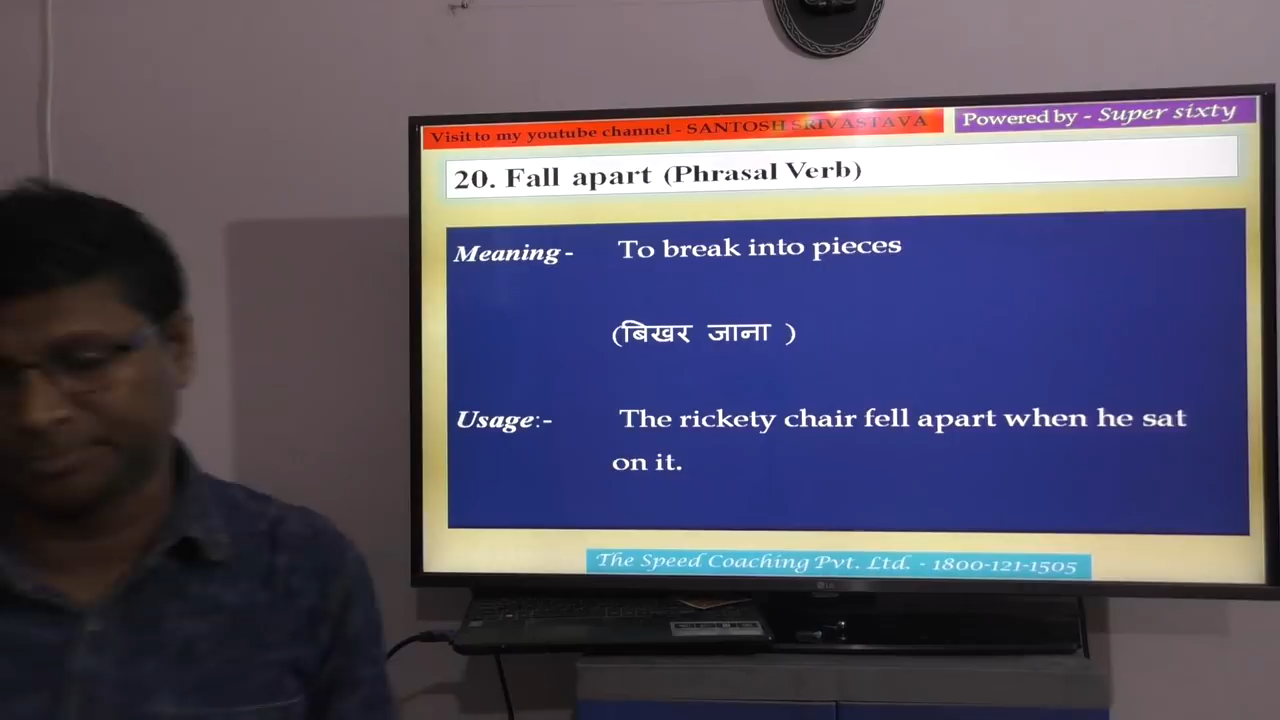 Visit to my youtube channel - SANTOSH SRIVASTAVA
Powered by - Super sixty
20. Fall apart (Phrasal Verb)
Meaning - To break into pieces
(बिखर जाना )
Usage:- The rickety chair fell apart when he sat
on it.
The Speed Coaching Pvt. Ltd. - 1800-121-1505
LG